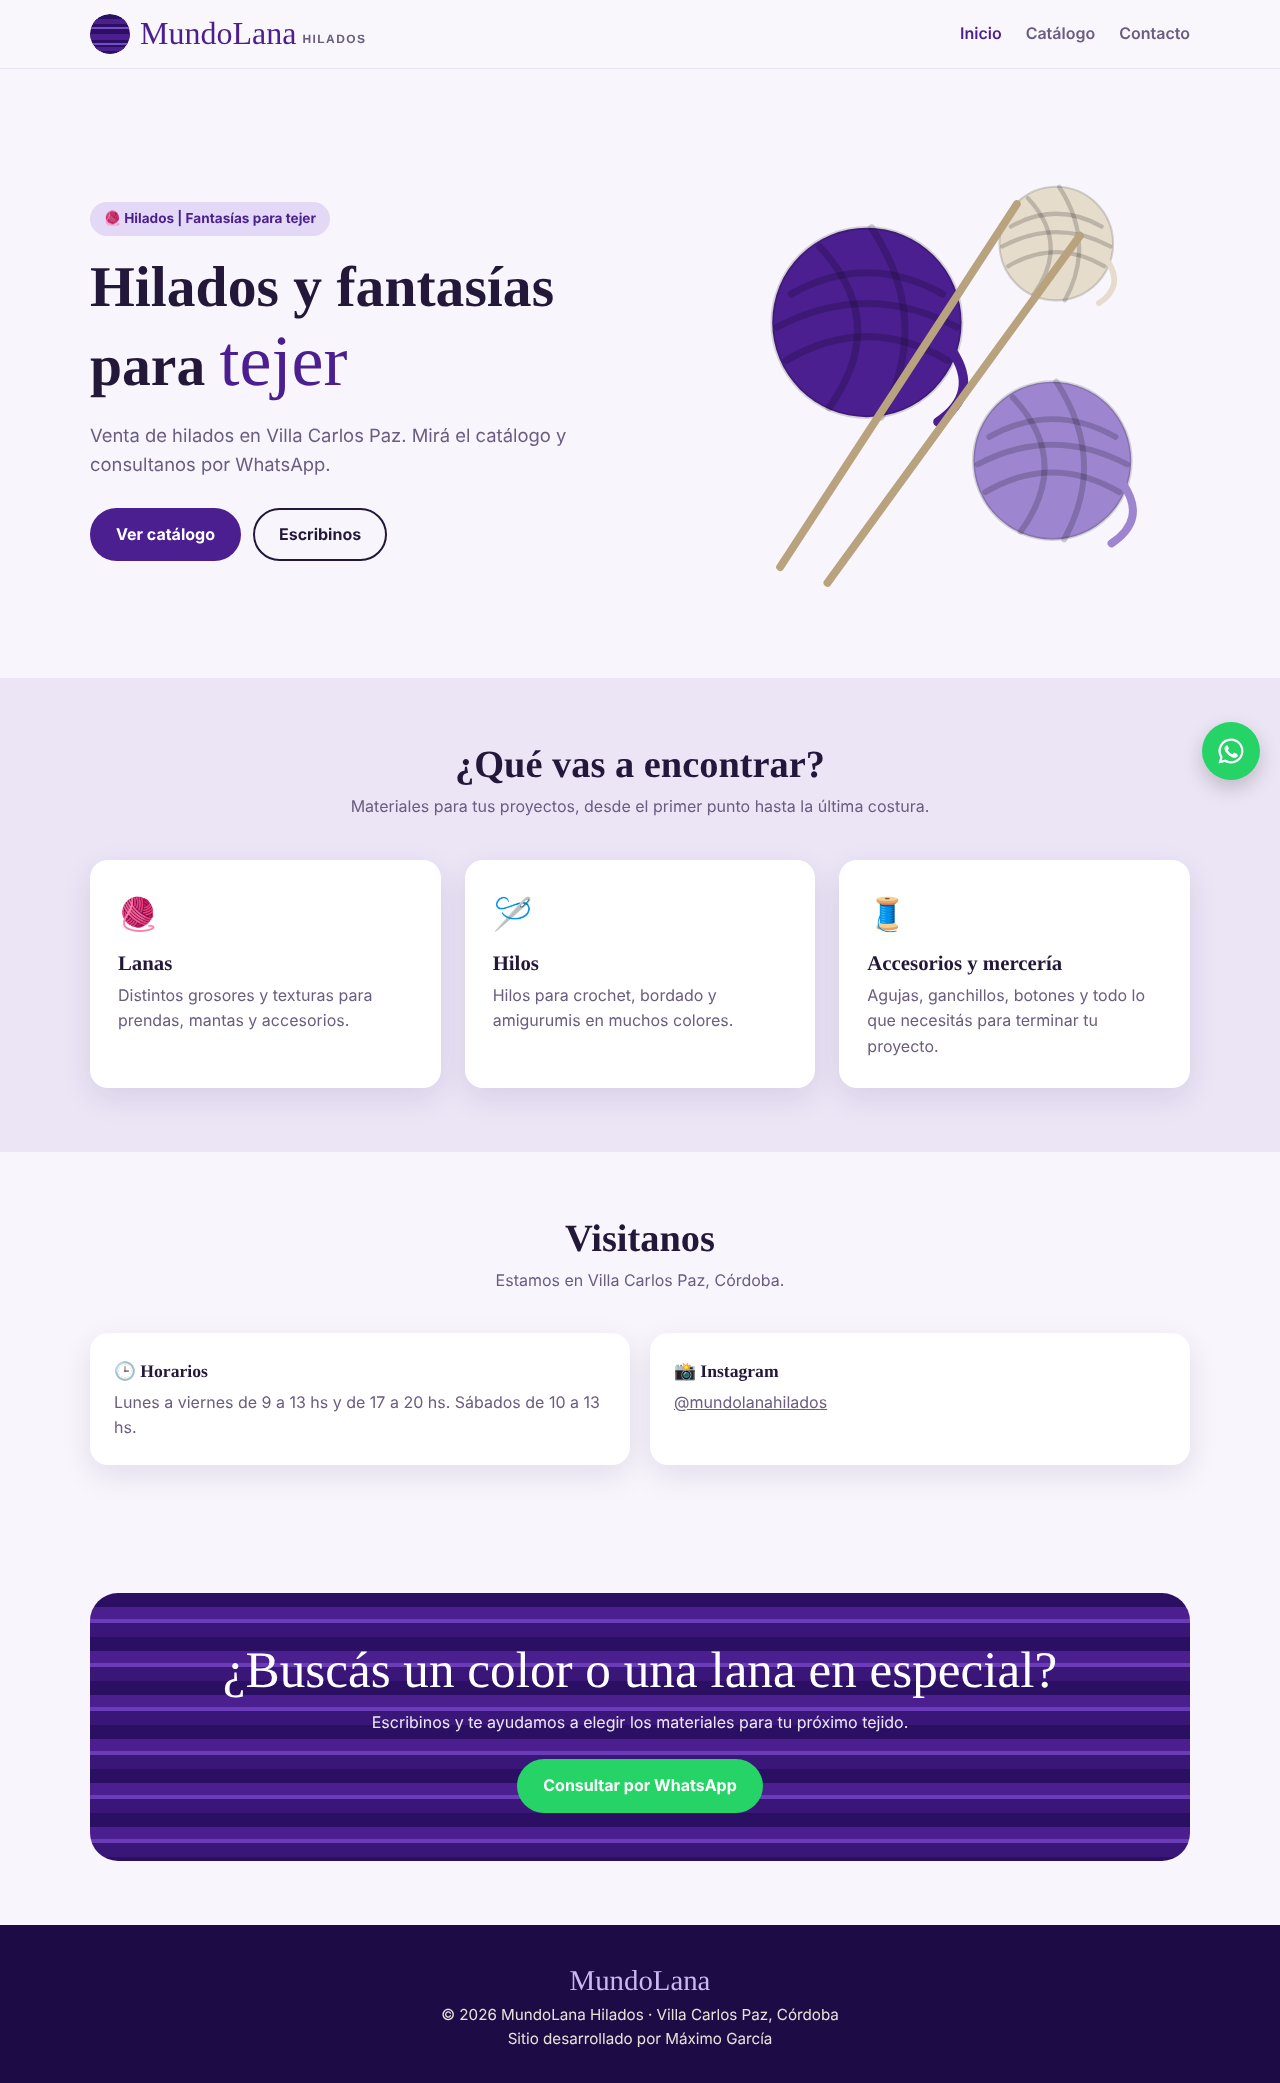 MundoLana HILADOS
Inicio Catálogo Contacto
Hilados | Fantasías para tejer
Hilados y fantasías
para tejer
Venta de hilados en Villa Carlos Paz. Mirá el catálogo y
consultanos por WhatsApp.
Ver catálogo Escribinos
¿Qué vas a encontrar?
Materiales para tus proyectos, desde el primer punto hasta la última costura.
Lanas
Distintos grosores y texturas para
prendas, mantas y accesorios.
Hilos
Hilos para crochet, bordado y
amigurumis en muchos colores.
Accesorios y mercería
Agujas, ganchillos, botones y todo lo
que necesitás para terminar tu
proyecto.
Visitanos
Estamos en Villa Carlos Paz, Córdoba.
Horarios
Lunes a viernes de 9 a 13 hs y de 17 a 20 hs. Sábados de 10 a 13
hs.
Instagram
@mundolanahilados
¿Buscás un color o una lana en especial?
Escribinos y te ayudamos a elegir los materiales para tu próximo tejido.
Consultar por WhatsApp
MundoLana
© 2026 MundoLana Hilados · Villa Carlos Paz, Córdoba
Sitio desarrollado por Máximo García